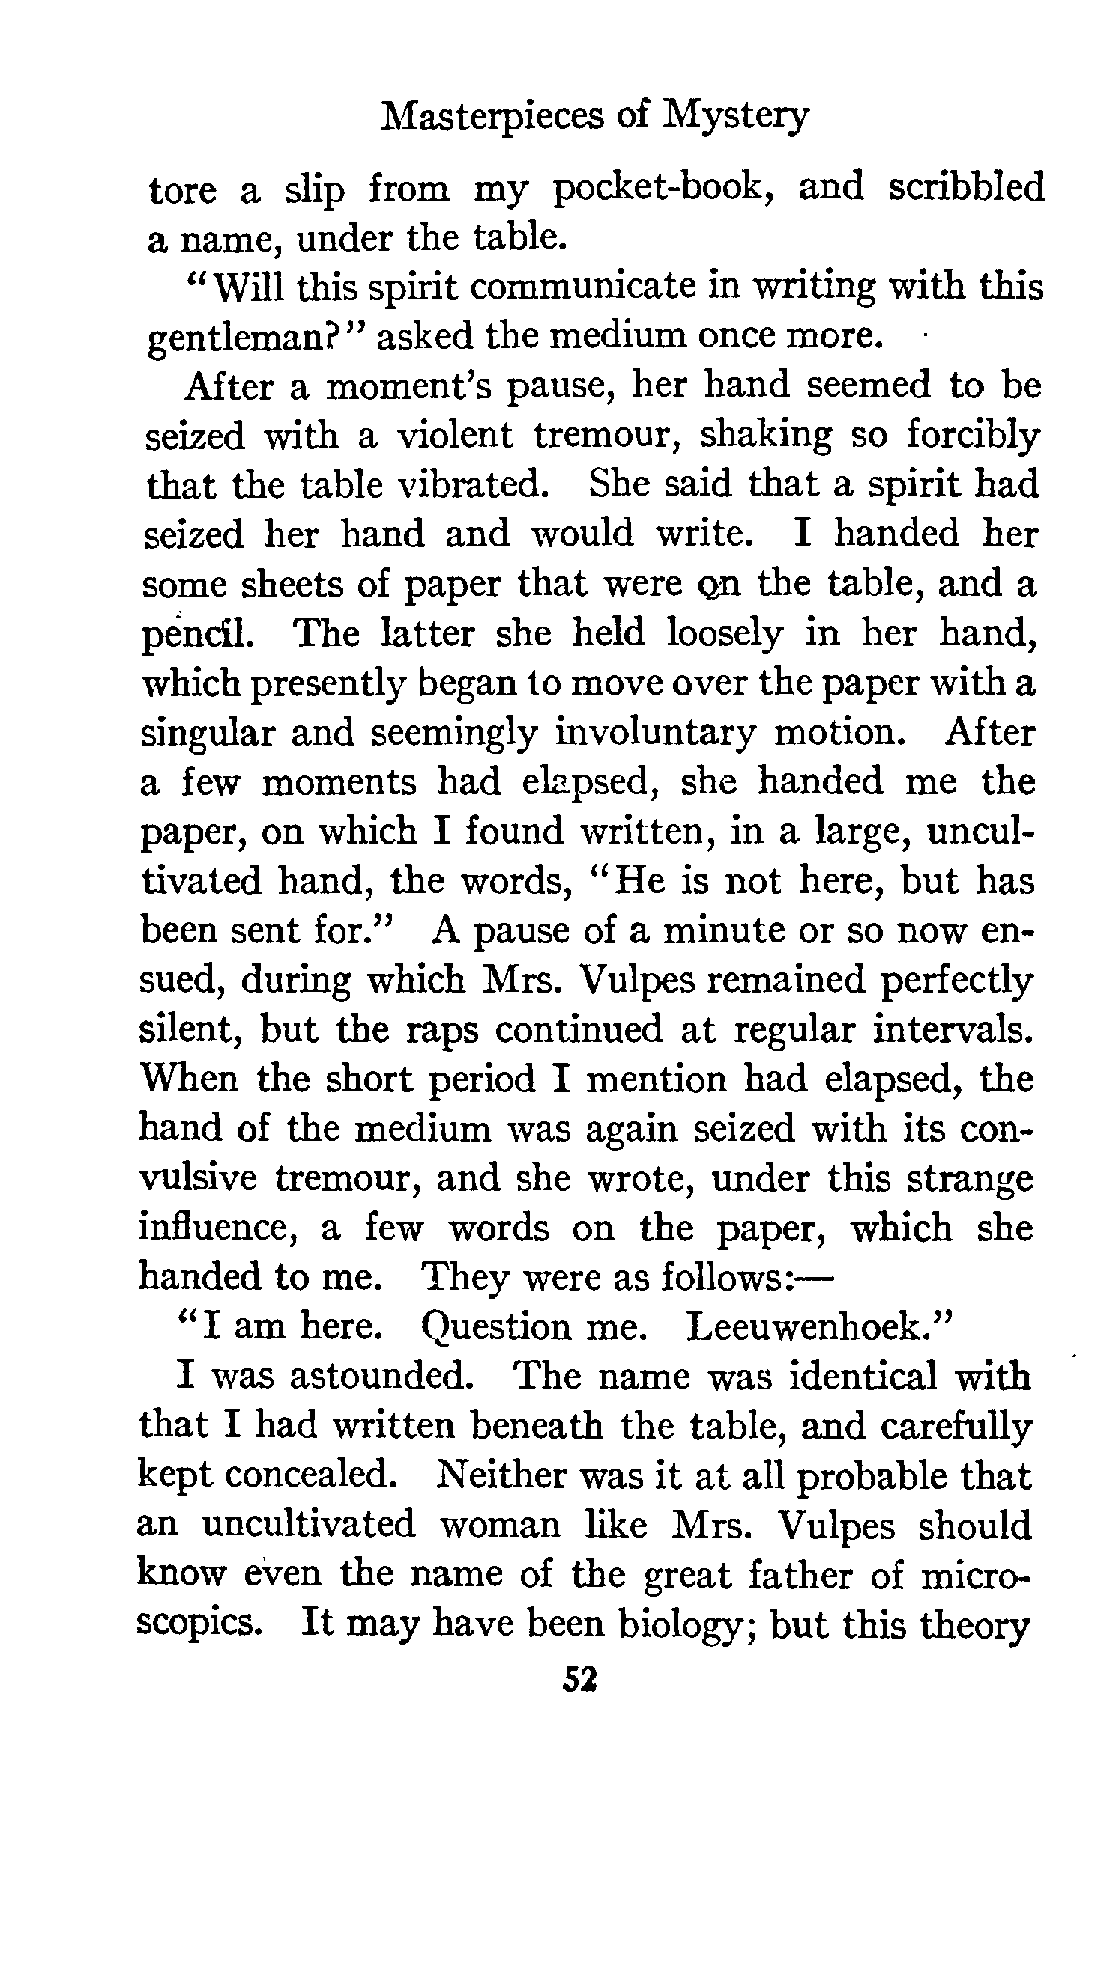 Masterpieces of Mystery
tore a slip from my pocket-book, and scribbled
a name, under the table.
“Will this spirit communicate in writing with this
gentleman?” asked the medium once more.
After a moment’s pause, her hand seemed to be
seized with a violent tremour, shaking so forcibly
that the table vibrated. She said that a spirit had
seized her hand and would write. I handed her
some sheets of paper that were on the table, and a
pencil. The latter she held loosely in her hand,
which presently began to move over the paper with a
singular and seemingly involuntary motion. After
a few moments had elapsed, she handed me the
paper, on which I found written, in a large, uncul-
tivated hand, the words, “He is not here, but has
been sent for.” A pause of a minute or so now en-
sued, during which Mrs. Vulpes remained perfectly
silent, but the raps continued at regular intervals.
When the short period I mention had elapsed, the
hand of the medium was again seized with its con-
vulsive tremour, and she wrote, under this strange
influence, a few words on the paper, which she
handed to me. They were as follows:—
“I am here. Question me. Leeuwenhoek.”
I was astounded. The name was identical with
that I had written beneath the table, and carefully
kept concealed. Neither was it at all probable that
an uncultivated woman like Mrs. Vulpes should
know even the name of the great father of micro-
scopics. It may have been biology; but this theory
52